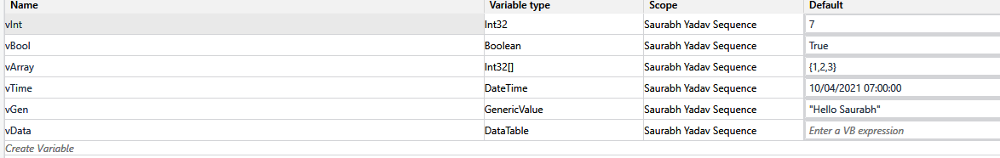 Name Variable type Scope Default
vInt Int32 Saurabh Yadav Sequence 7
vBool Boolean Saurabh Yadav Sequence True
vArray Int32[] Saurabh Yadav Sequence {1,2,3}
vTime DateTime Saurabh Yadav Sequence 10/04/2021 07:00:00
vGen GenericValue Saurabh Yadav Sequence "Hello Saurabh"
vData DataTable Saurabh Yadav Sequence Enter a VB expression
Create Variable